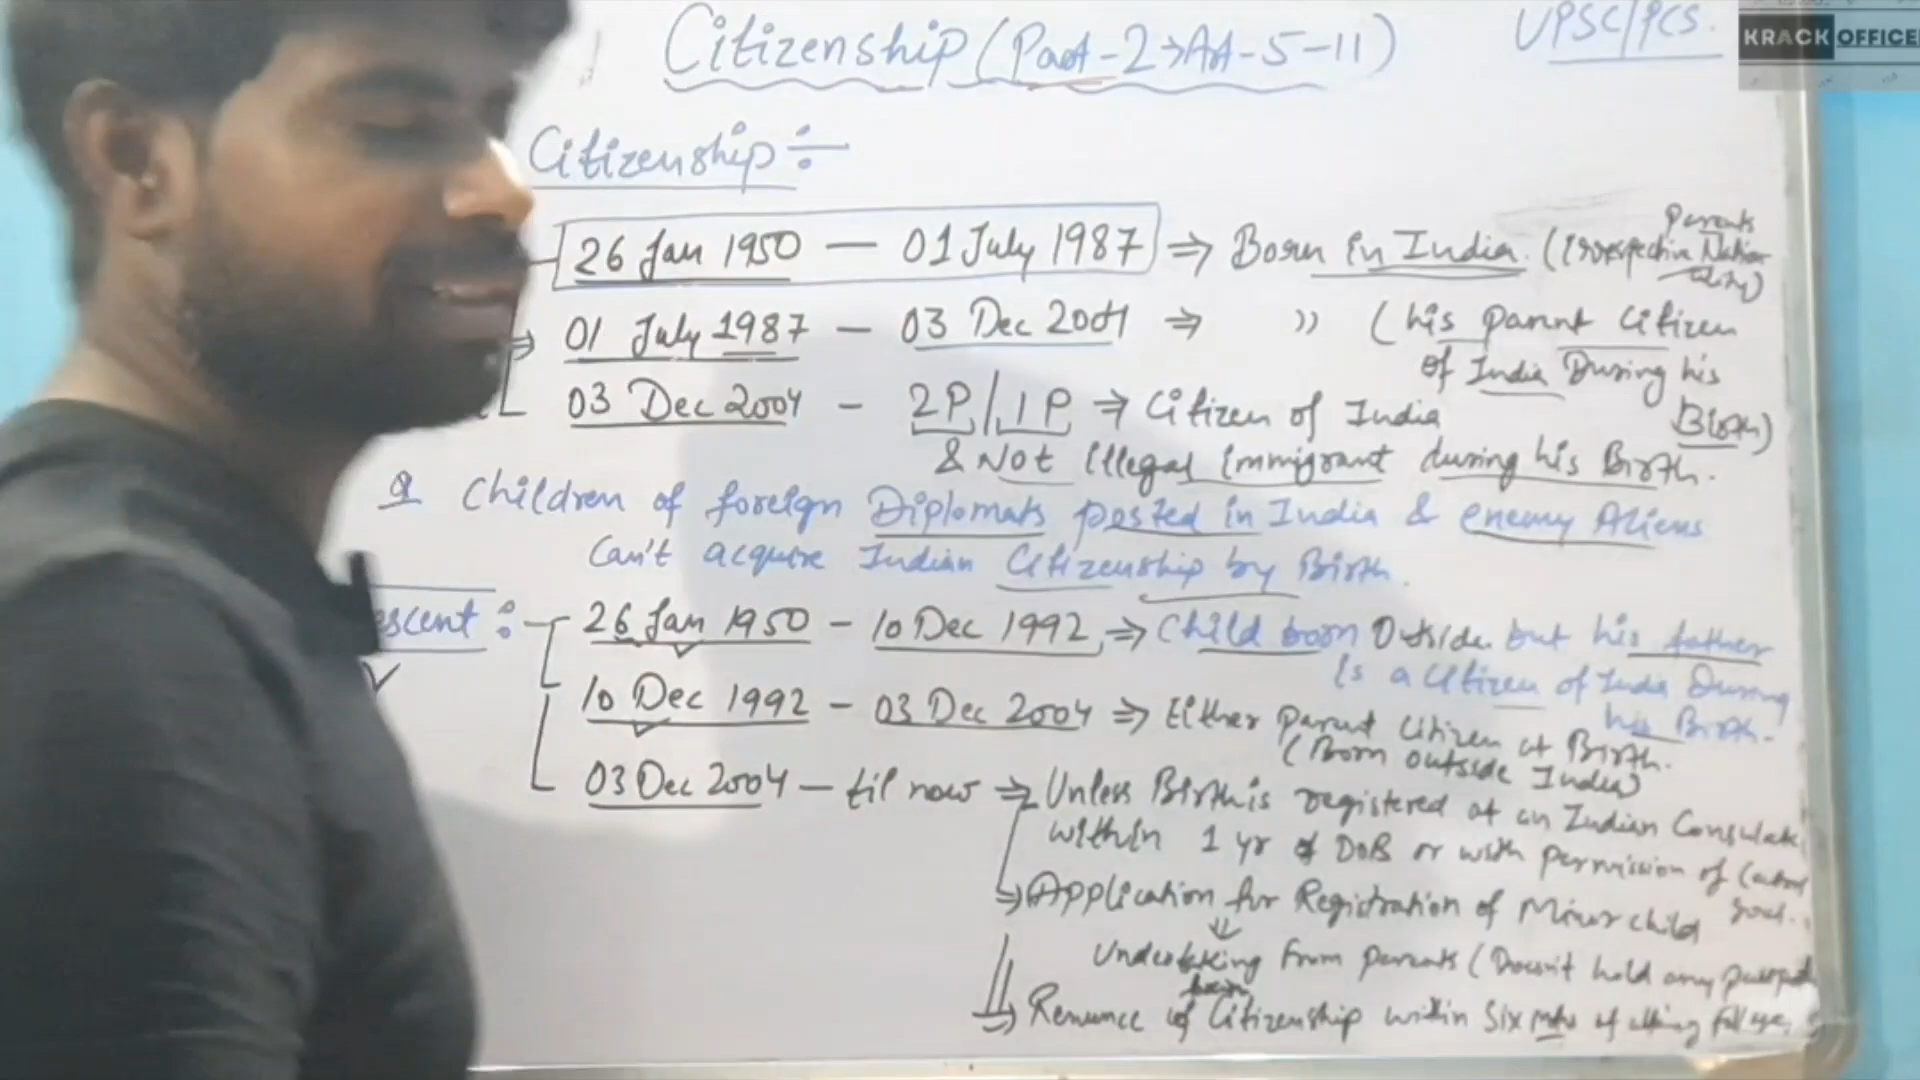 Citizenship (Part-2→Art-5-11)
UPSC/PCS.
KRACK OFFICE
Citizenship ÷
26 Jan 1950 — 01 July 1987 ⇒ Born in India. (Irrespective Parents Nationality)
⇒ 01 July 1987 — 03 Dec 2004 ⇒ " (his parent Citizen of India During his Birth)
03 Dec 2004 - 2P/1P ⇒ Citizen of India
& Not illegal immigrant during his Birth.
Children of foreign Diplomats posted in India & enemy Aliens
Can't acquire Indian Citizenship by Birth.
escent :- 26 Jan 1950 - 10 Dec 1992 ⇒ Child born Outside but his father
is a citizen of India During
his Birth.
10 Dec 1992 - 03 Dec 2004 ⇒ Either parent citizen at Birth.
(Born outside India)
03 Dec 2004 - til now ⇒ Unless Birth is registered at an Indian Consulate
within 1 yr of DOB or with permission of Central Govt.
⇒ Application for Registration of Minor child
⇓
Undertaking from parents (Doesn't hold any
⇒ Renunce of Citizenship within Six mths of full age,